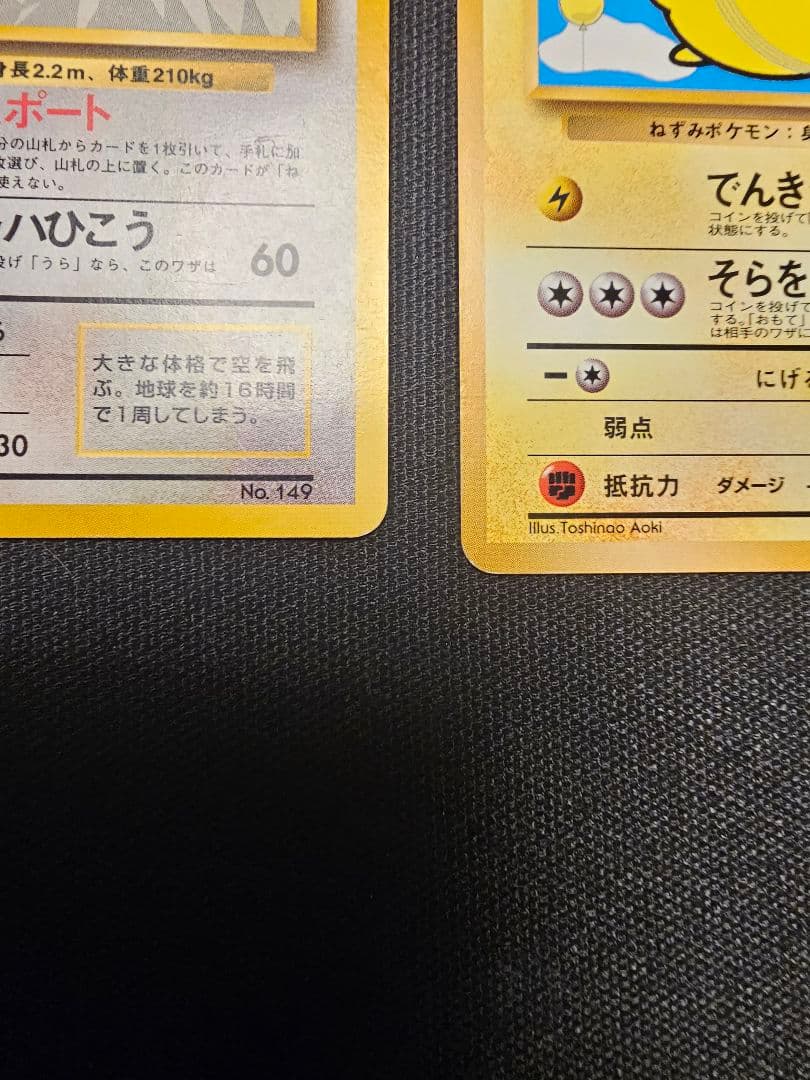 身長2.2m、体重210kg
ポート
分の山札からカードを1枚引いて、手札に加
枚選び、山札の上に置く。このカードが「ね
使えない。
ハひこう
投げ「うら」なら、このワザは
60
大きな体格で空を飛
ぶ。地球を約16時間
で1周してしまう。
30
No. 149
ねずみポケモン：身
でんき
コインを投げて
状態にする。
そらを
コインを投げて
する。「おもて」
は相手のワザに
にげる
弱点
抵抗力 ダメージ
Illus. Toshinao Aoki